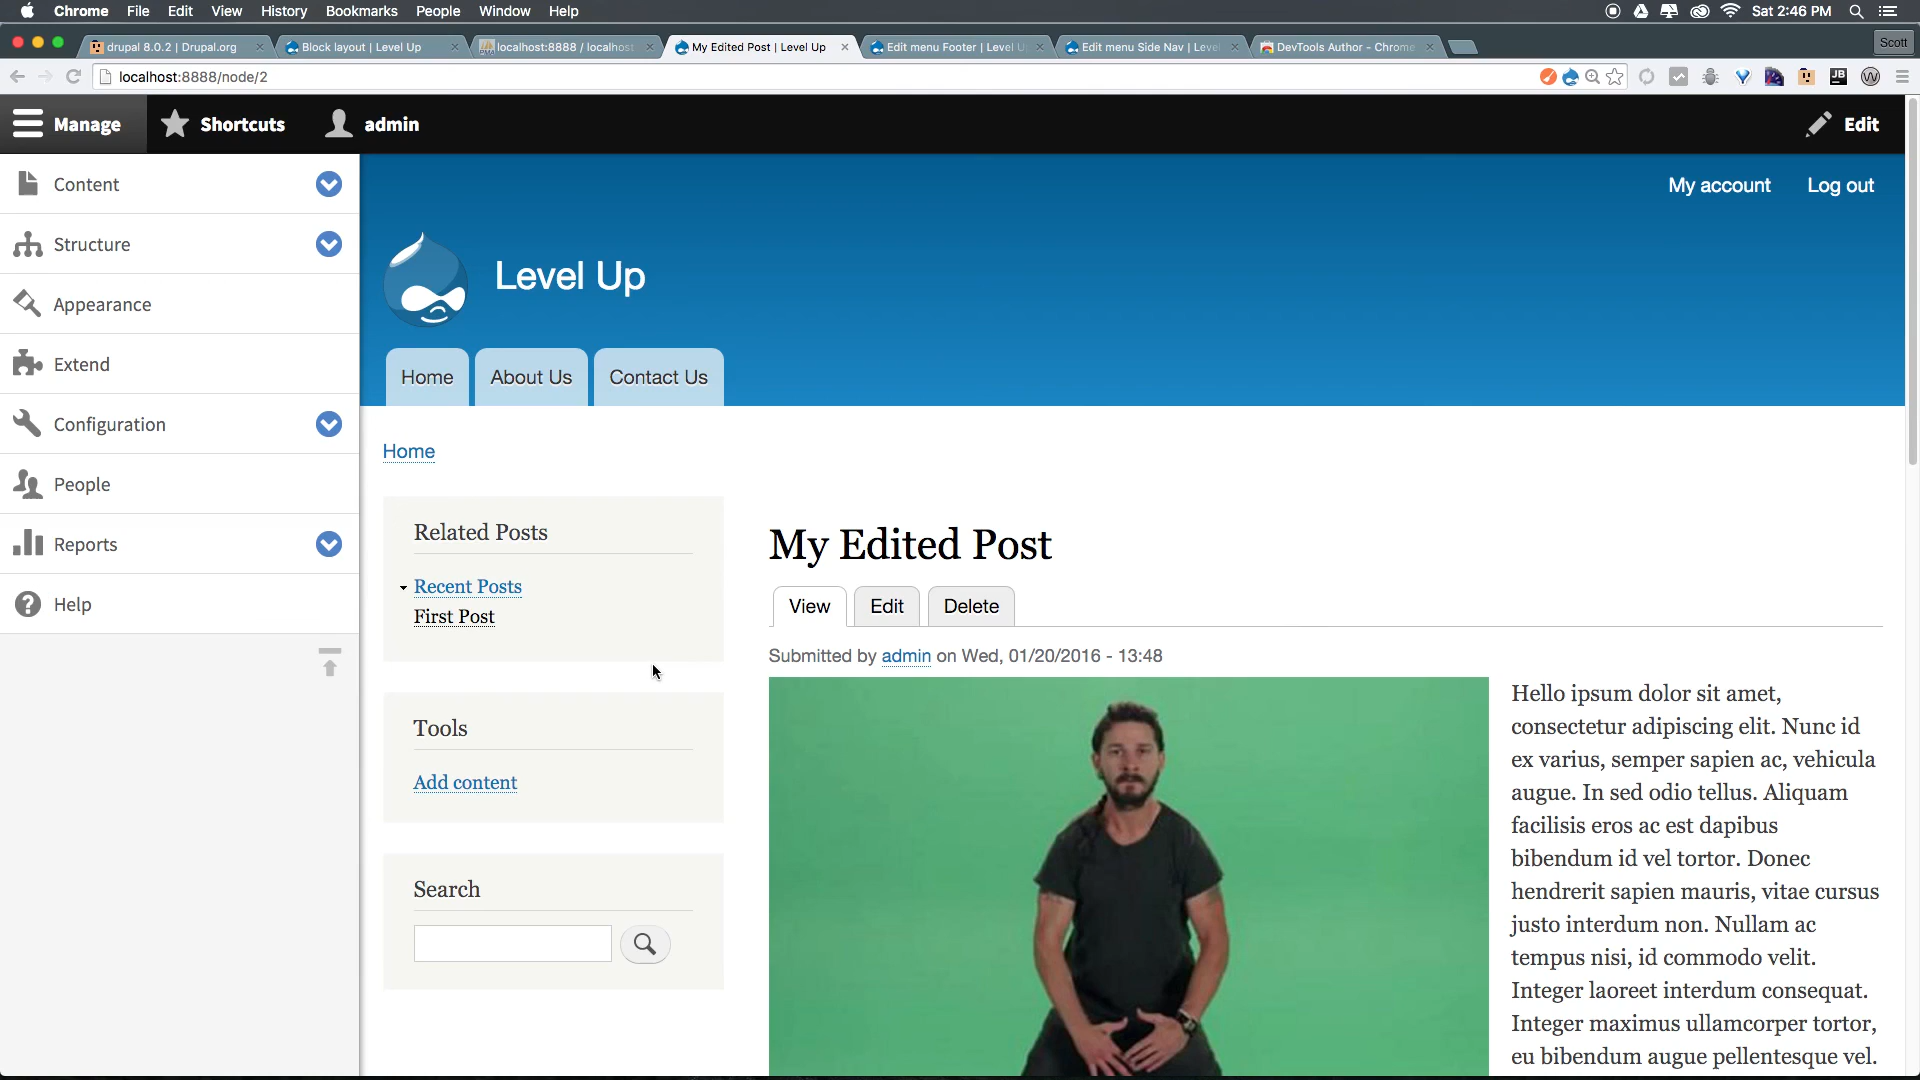 Chrome File Edit View History Bookmarks People Window Help Sat 2:46 PM
drupal 8.0.2 | Drupal.org Block layout | Level Up localhost:8888 / localhost My Edited Post | Level Up Edit menu Footer | Level U Edit menu Side Nav | Level DevTools Author - Chrome Scott
localhost:8888/node/2 JB
Manage Shortcuts admin Edit
Content
Structure
Appearance
Extend
Configuration
People
Reports
Help
My account Log out
Level Up
Home About Us Contact Us
Home
Related Posts
Recent Posts
First Post
Tools
Add content
Search
My Edited Post
View Edit Delete
Submitted by admin on Wed, 01/20/2016 - 13:48
Hello ipsum dolor sit amet,
consectetur adipiscing elit. Nunc id
ex varius, semper sapien ac, vehicula
augue. In sed odio tellus. Aliquam
facilisis eros ac est dapibus
bibendum id vel tortor. Donec
hendrerit sapien mauris, vitae cursus
justo interdum non. Nullam ac
tempus nisi, id commodo velit.
Integer laoreet interdum consequat.
Integer maximus ullamcorper tortor,
eu bibendum augue pellentesque vel.